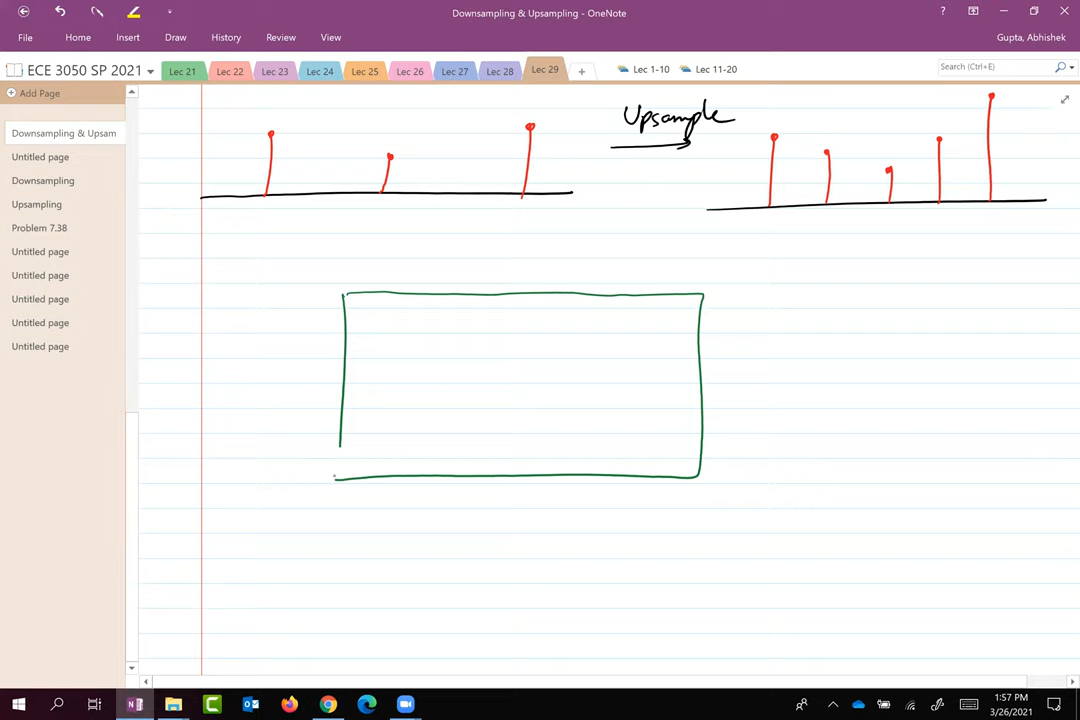 Downsampling & Upsampling - OneNote
?
File Home Insert Draw History Review View
Gupta, Abhishek
ECE 3050 SP 2021
Lec 21 Lec 22 Lec 23 Lec 24 Lec 25 Lec 26 Lec 27 Lec 28 Lec 29 + Lec 1-10 Lec 11-20
Search (Ctrl+E)
Add Page
Downsampling & Upsam
Untitled page
Downsampling
Upsampling
Problem 7.38
Untitled page
Untitled page
Untitled page
Untitled page
Untitled page
Upsample
1:57 PM
3/26/2021